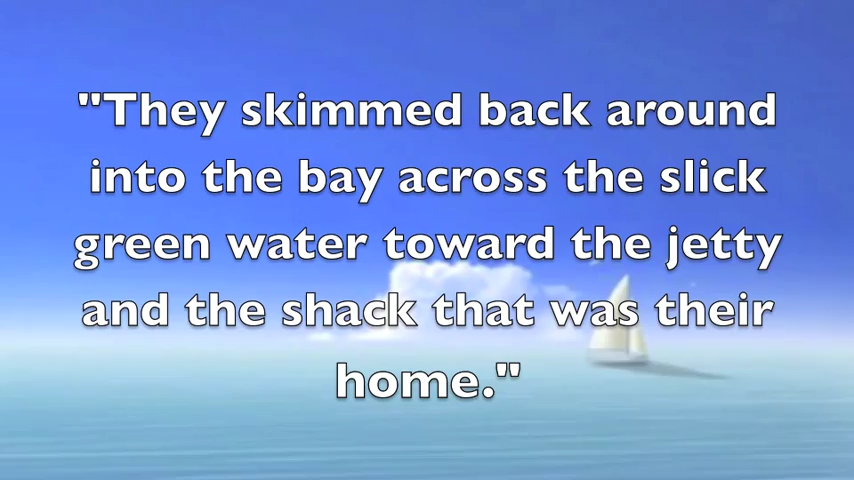 "They skimmed back around
into the bay across the slick
green water toward the jetty
and the shack that was their
home."